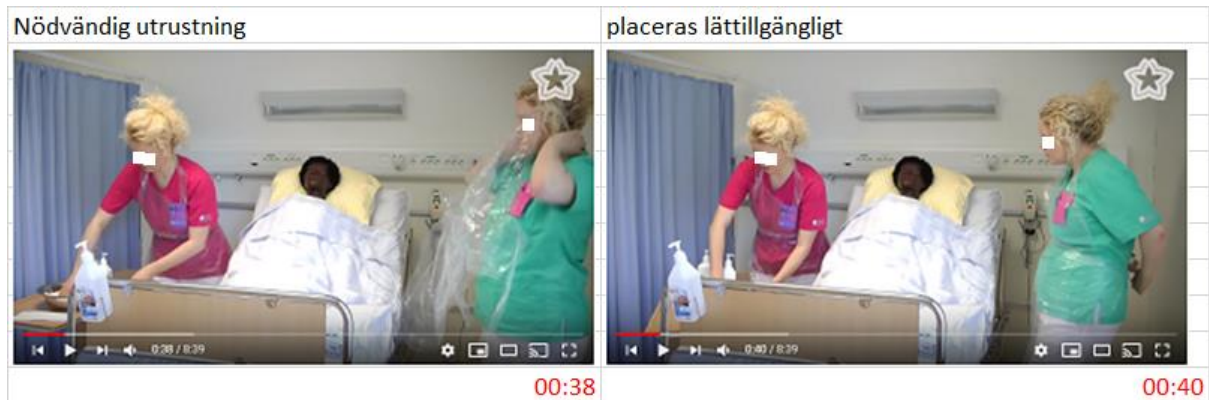 Nödvändig utrustning
placeras lättillgängligt
0:38 / 8:39
0:40 / 8:39
00:38
00:40